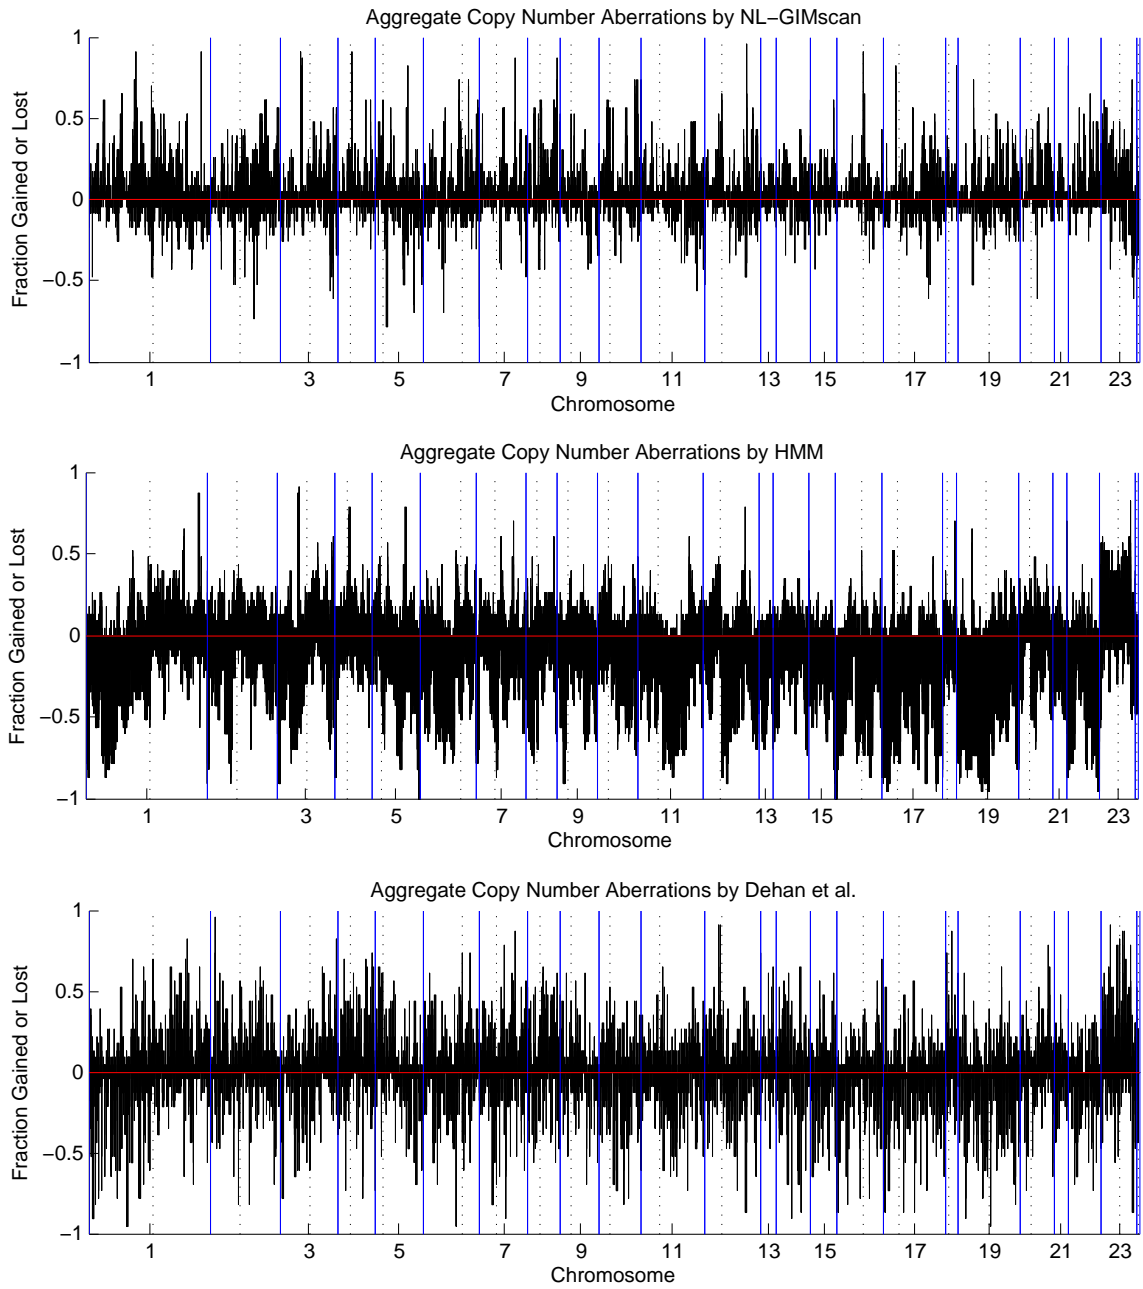 Aggregate Copy Number Aberrations by NL−GIMscan
Fraction Gained or Lost
1
0.5
0
−0.5
−1
1 3 5 7 9 11 13 15 17 19 21 23
Chromosome
Aggregate Copy Number Aberrations by HMM
Fraction Gained or Lost
1
0.5
0
−0.5
−1
1 3 5 7 9 11 13 15 17 19 21 23
Chromosome
Aggregate Copy Number Aberrations by Dehan et al.
Fraction Gained or Lost
1
0.5
0
−0.5
−1
1 3 5 7 9 11 13 15 17 19 21 23
Chromosome